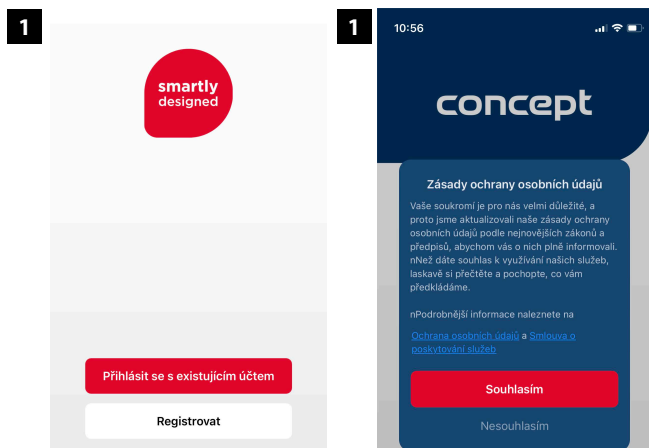 1
smartly
designed
Přihlásit se s existujícím účtem
Registrovat
1
10:56
concept
Zásady ochrany osobních údajů
Vaše soukromí je pro nás velmi důležité, a
proto jsme aktualizovali naše zásady ochrany
osobních údajů podle nejnovějších zákonů a
předpisů, abychom vás o nich plně informovali.
nNež dáte souhlas k využívání našich služeb,
laskavě si přečtěte a pochopte, co vám
předkládáme.
nPodrobnější informace naleznete na
Ochrana osobních údajů a Smlouva o
poskytování služeb
Souhlasím
Nesouhlasím